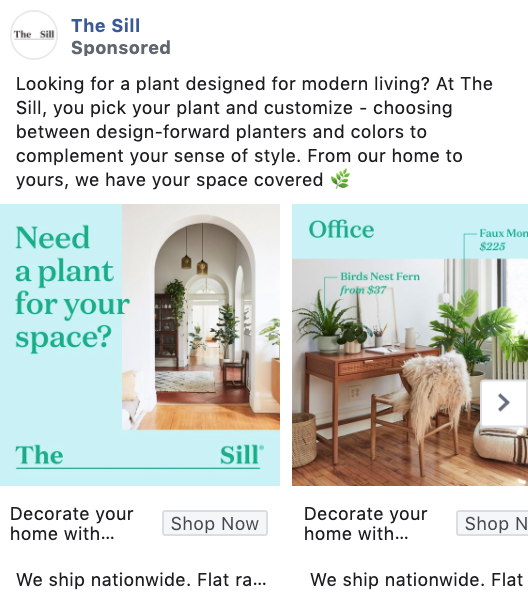 The Sill
The Sill
Sponsored
Looking for a plant designed for modern living? At The
Sill, you pick your plant and customize - choosing
between design-forward planters and colors to
complement your sense of style. From our home to
yours, we have your space covered 🌿
Need
a plant
for your
space?
The Sill®
Office
Faux Mon
$225
Birds Nest Fern
from $37
Decorate your
home with...
Shop Now
We ship nationwide. Flat ra...
Decorate your
home with...
Shop N
We ship nationwide. Flat